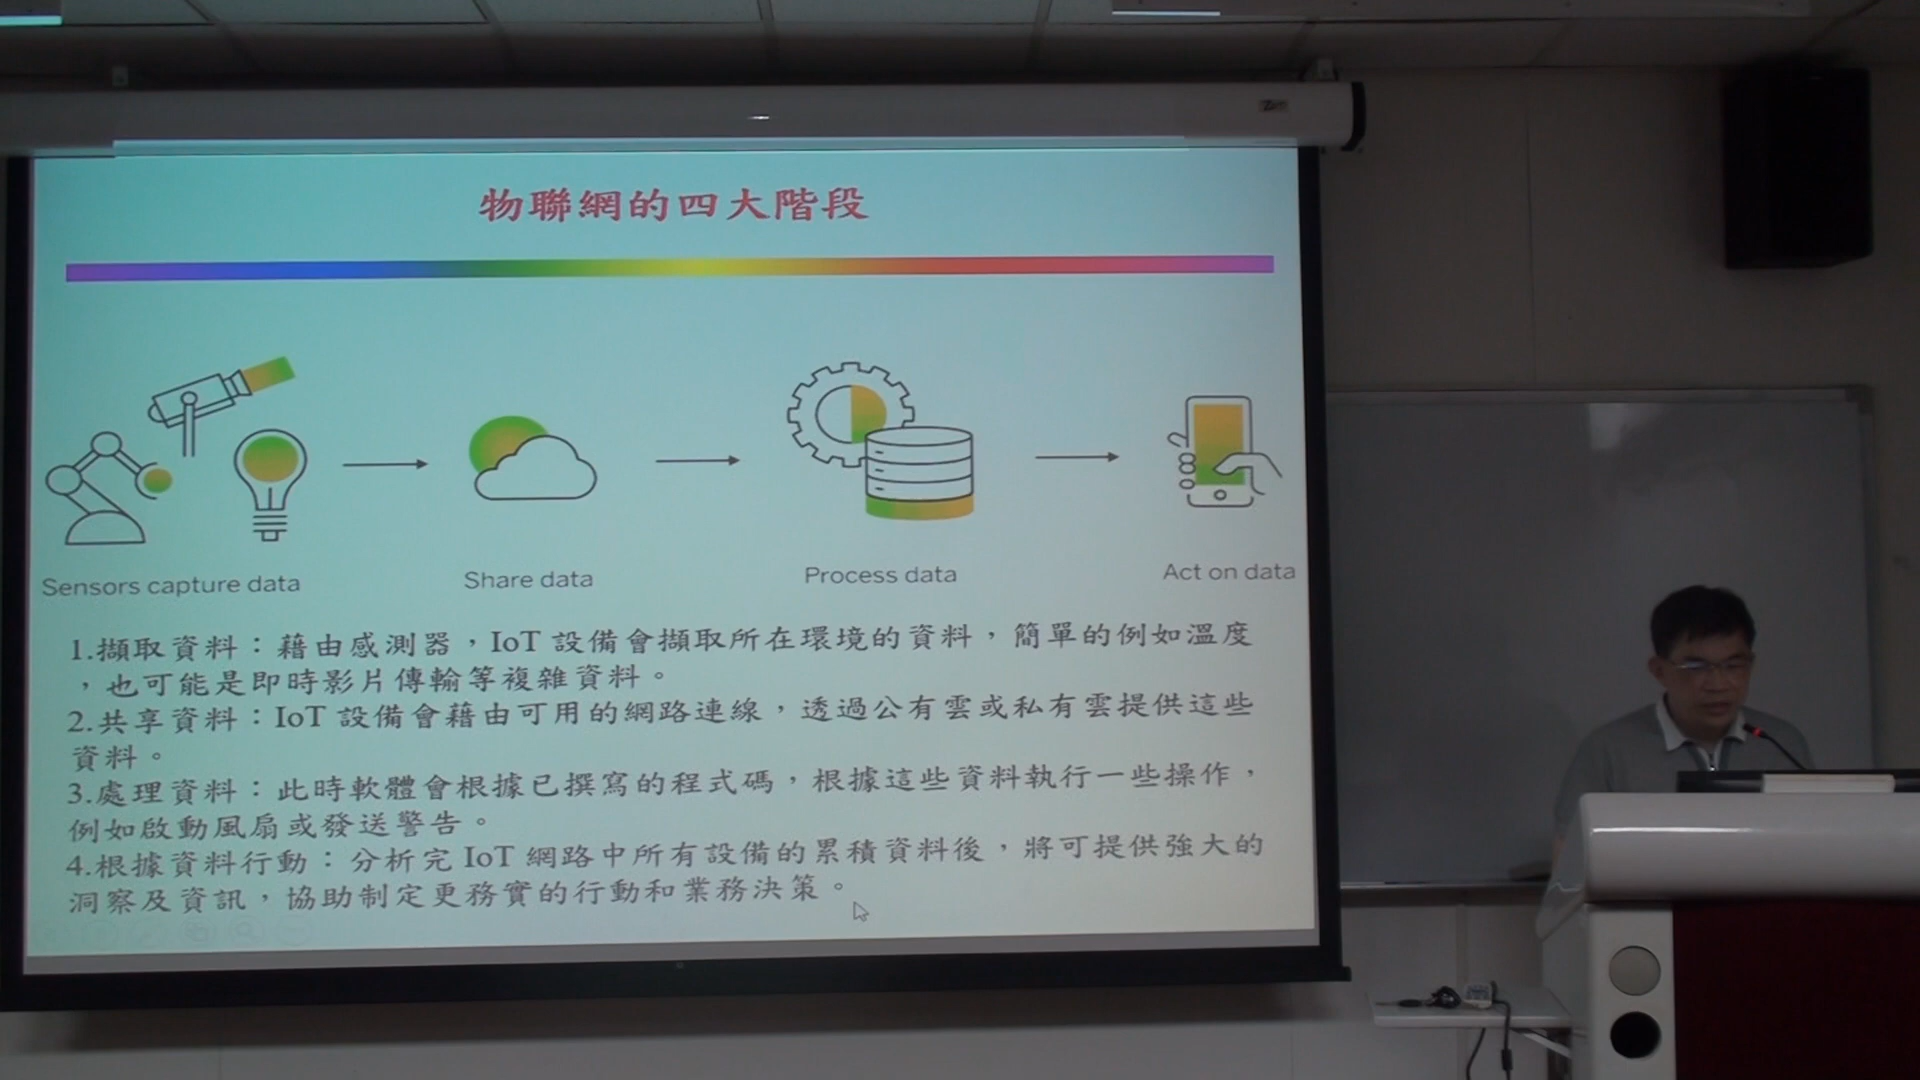 物聯網的四大階段
Sensors capture data
Share data
Process data
Act on data
1.擷取資料：藉由感測器，IoT 設備會擷取所在環境的資料，簡單的例如溫度
，也可能是即時影片傳輸等複雜資料。
2.共享資料：IoT 設備會藉由可用的網路連線，透過公有雲或私有雲提供這些
資料。
3.處理資料：此時軟體會根據已撰寫的程式碼，根據這些資料執行一些操作，
例如啟動風扇或發送警告。
4.根據資料行動：分析完 IoT 網路中所有設備的累積資料後，將可提供強大的
洞察及資訊，協助制定更務實的行動和業務決策。